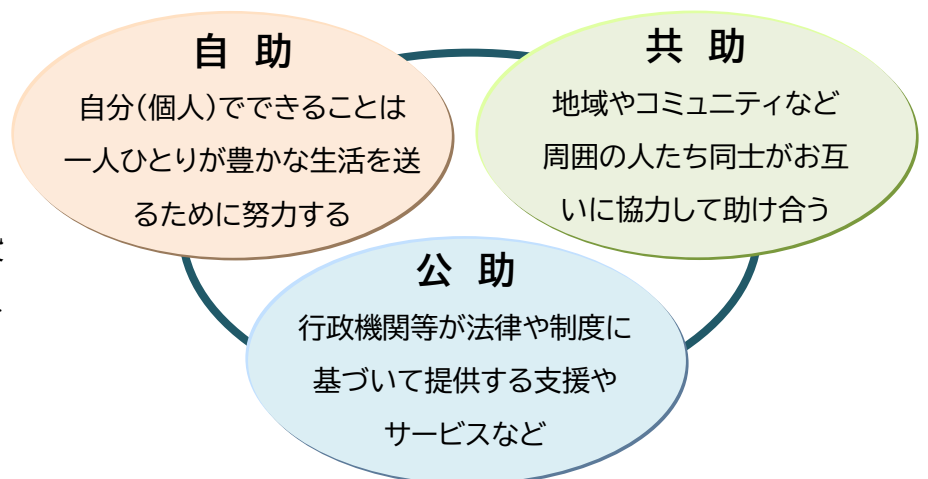 自 助
自分(個人)でできることは
一人ひとりが豊かな生活を送
るために努力する
共 助
地域やコミュニティなど
周囲の人たち同士がお互
いに協力して助け合う
公 助
行政機関等が法律や制度に
基づいて提供する支援や
サービスなど